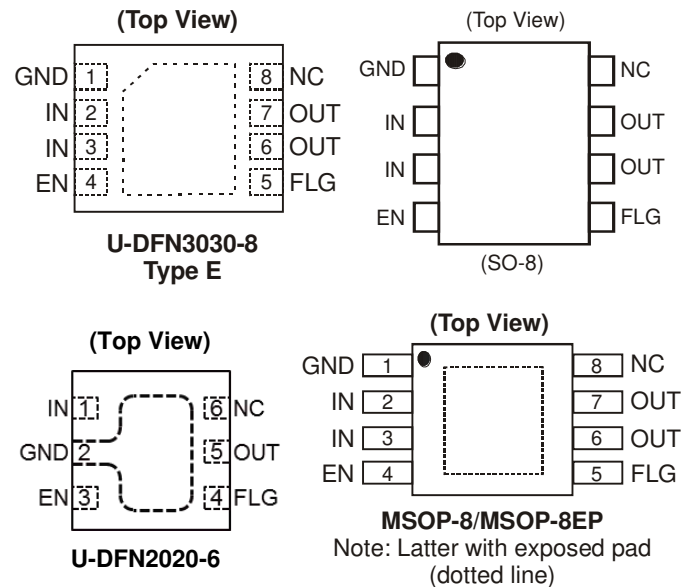 (Top View)
GND 1 8 NC
IN 2 7 OUT
IN 3 6 OUT
EN 4 5 FLG
U-DFN3030-8
Type E
(Top View)
GND NC
IN OUT
IN OUT
EN FLG
(SO-8)
(Top View)
IN 1 6 NC
GND 2 5 OUT
EN 3 4 FLG
U-DFN2020-6
(Top View)
GND 1 8 NC
IN 2 7 OUT
IN 3 6 OUT
EN 4 5 FLG
MSOP-8/MSOP-8EP
Note: Latter with exposed pad
(dotted line)